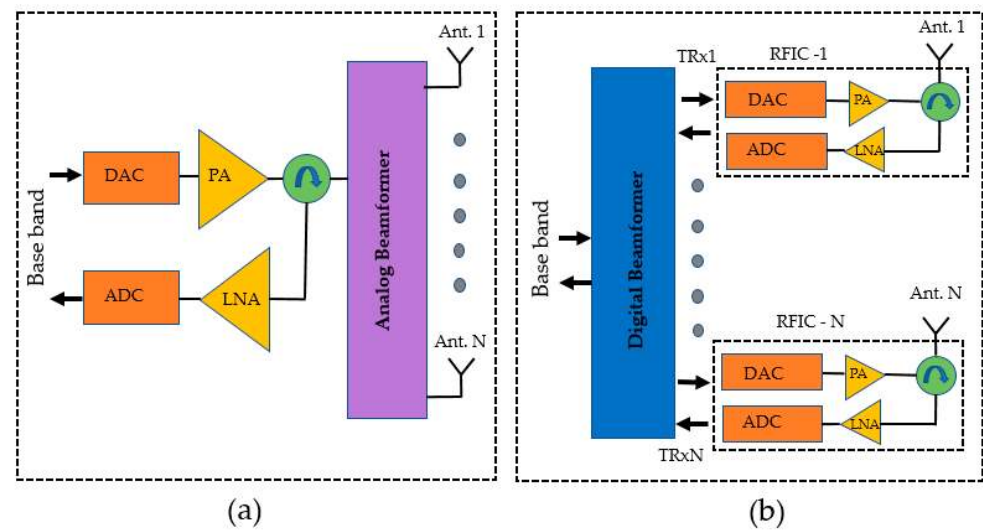 Ant. 1
Base band
DAC
PA
ADC
LNA
Analog Beamformer
Ant. N
(a)
Ant. 1
TRx1
RFIC -1
DAC
PA
ADC
LNA
Base band
Digital Beamformer
Ant. N
RFIC - N
DAC
PA
ADC
LNA
TRxN
(b)